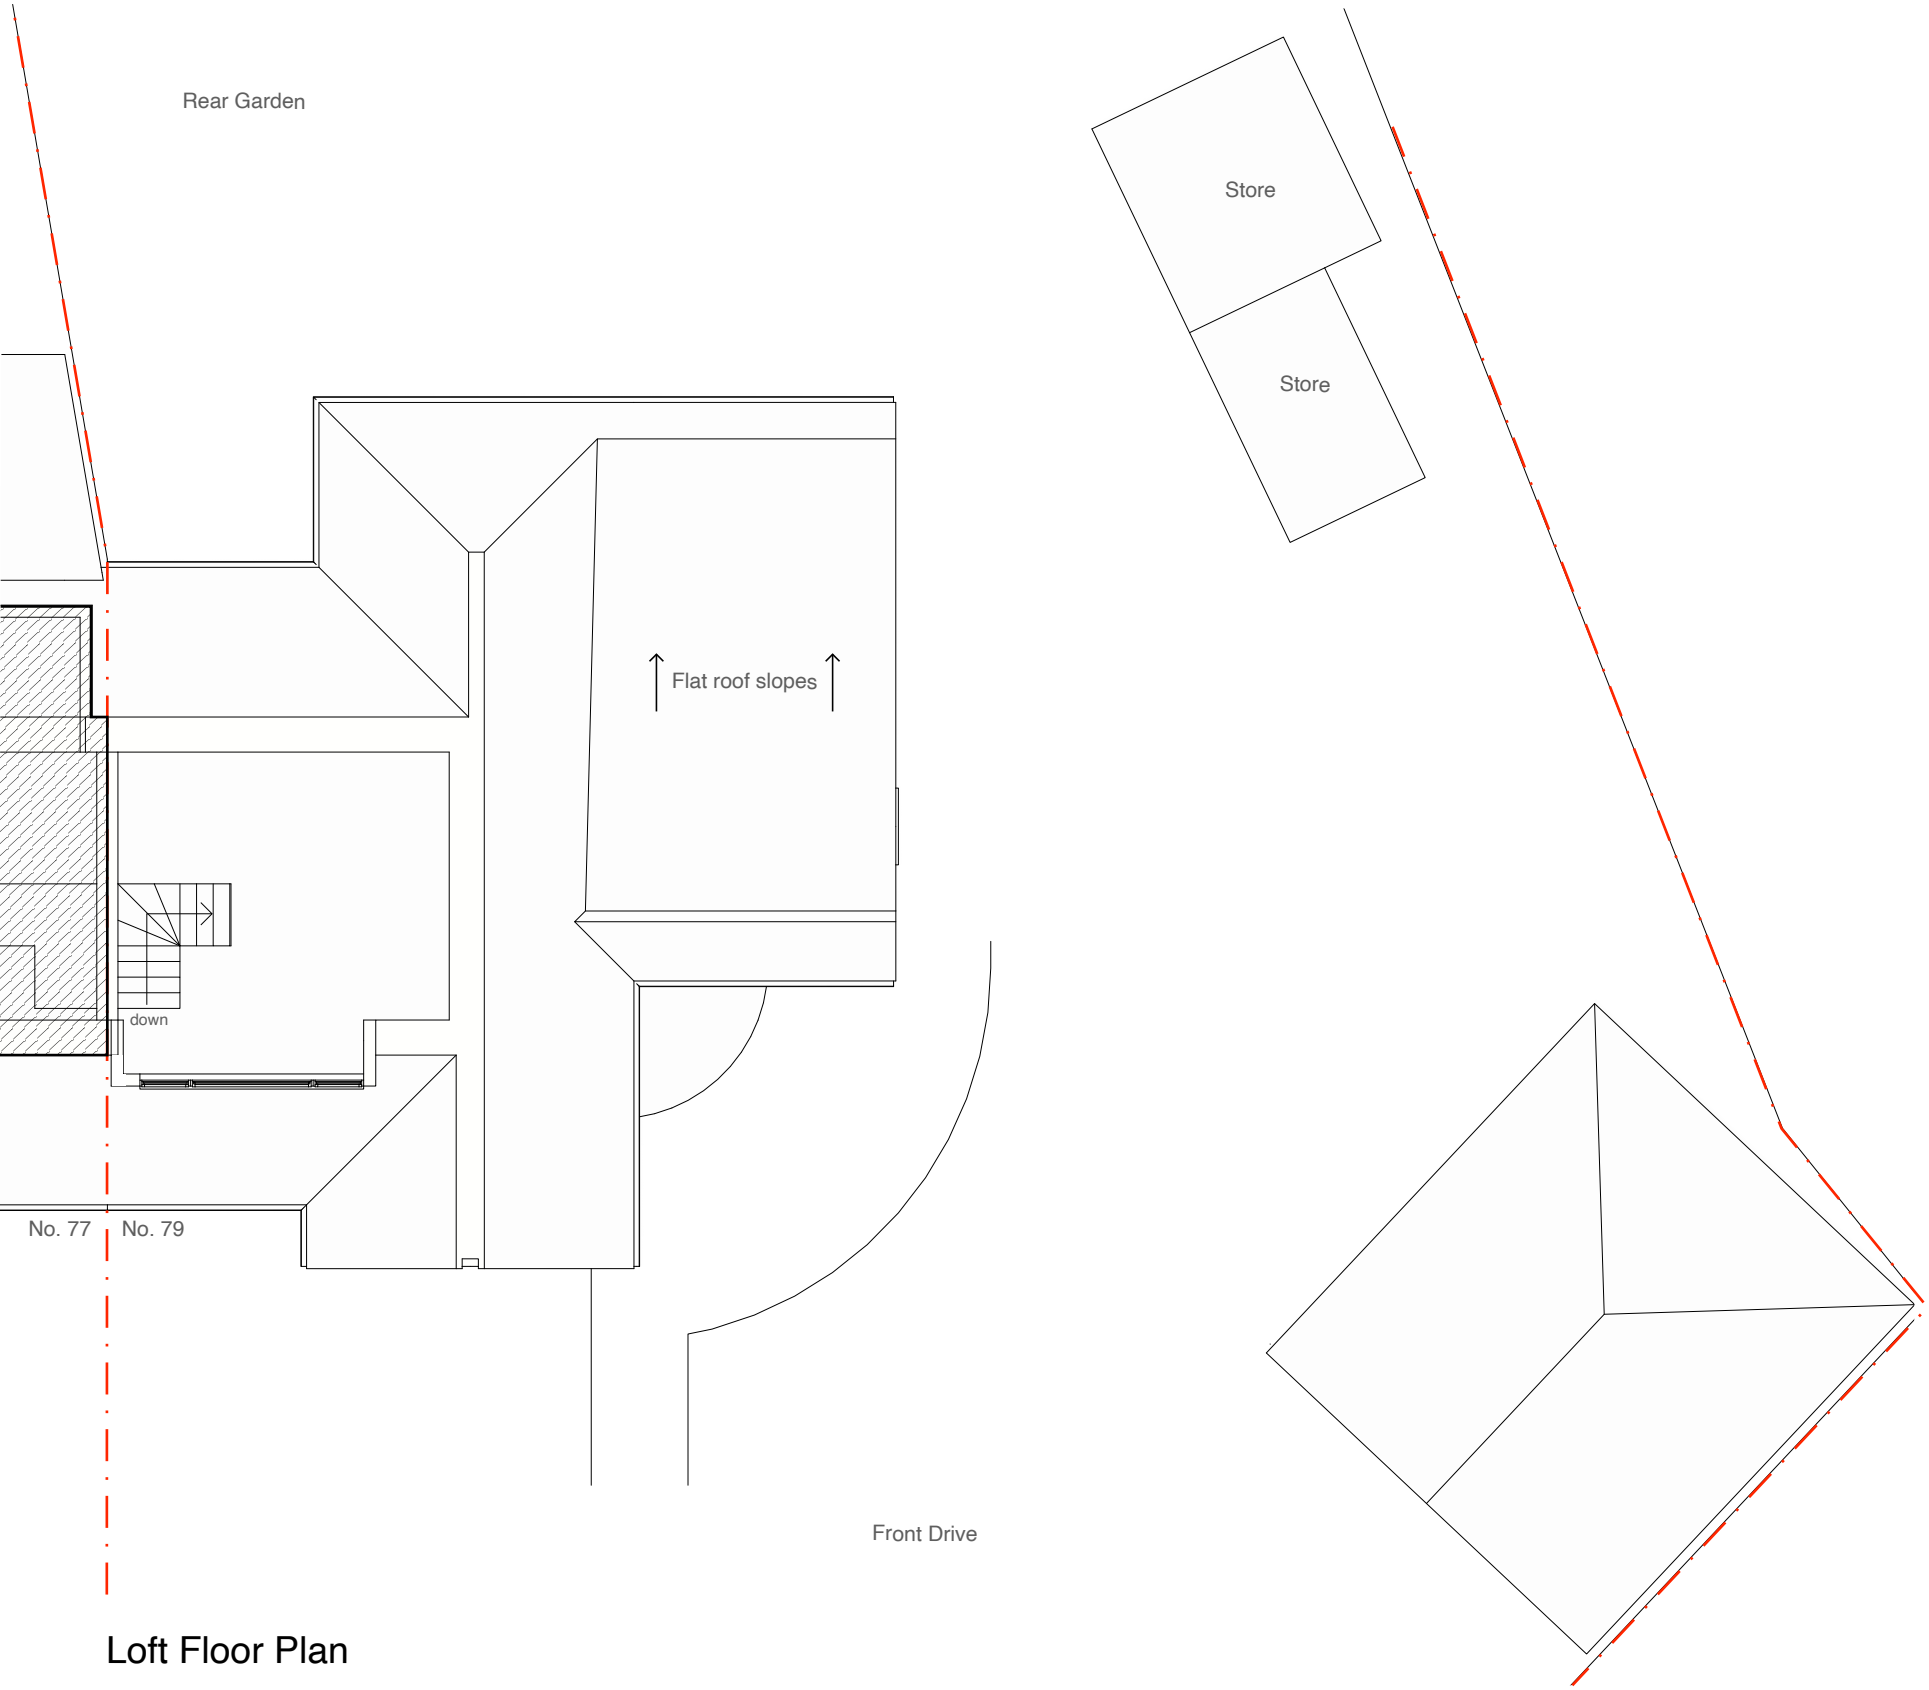 Rear Garden
Store
Store
Flat roof slopes
down
No. 77
No. 79
Front Drive
Loft Floor Plan